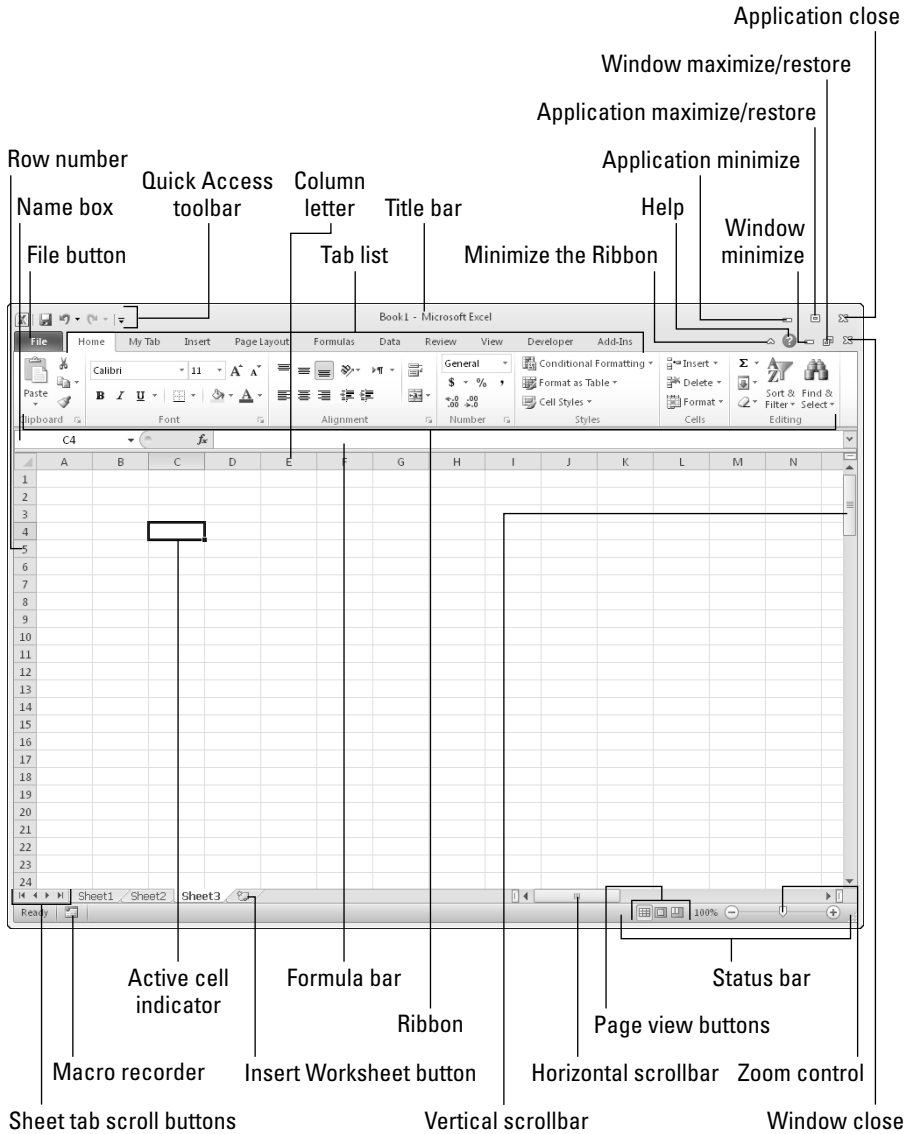 Application close
Window maximize/restore
Application maximize/restore
Row number
Application minimize
Quick Access toolbar
Column letter
Name box
Title bar
Help
Window minimize
File button
Tab list
Minimize the Ribbon
Book1 - Microsoft Excel
File Home My Tab Insert Page Layout Formulas Data Review View Developer Add-Ins
Paste
Calibri 11
B I U
General
$ % ,
Conditional Formatting
Format as Table
Cell Styles
Insert
Delete
Format
Σ
Sort & Filter
Find & Select
Clipboard Font Alignment Number Styles Cells Editing
C4 fx
A B C D E F G H I J K L M N
1
2
3
4
5
6
7
8
9
10
11
12
13
14
15
16
17
18
19
20
21
22
23
24
Sheet1 Sheet2 Sheet3
Ready 100%
Active cell indicator
Formula bar
Status bar
Ribbon
Page view buttons
Macro recorder
Insert Worksheet button
Horizontal scrollbar
Zoom control
Sheet tab scroll buttons
Vertical scrollbar
Window close